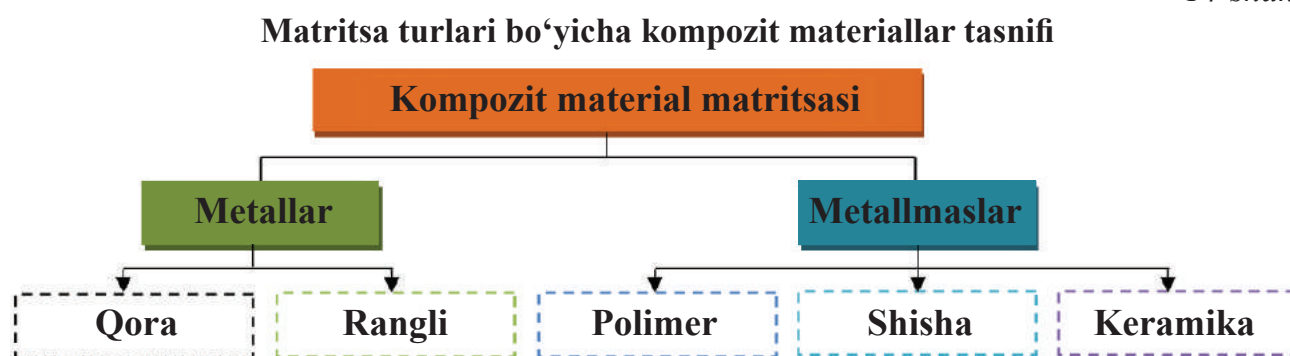 Matritsa turlari bo‘yicha kompozit materiallar tasnifi
Kompozit material matritsasi
Metallar
Metallmaslar
Qora
Rangli
Polimer
Shisha
Keramika